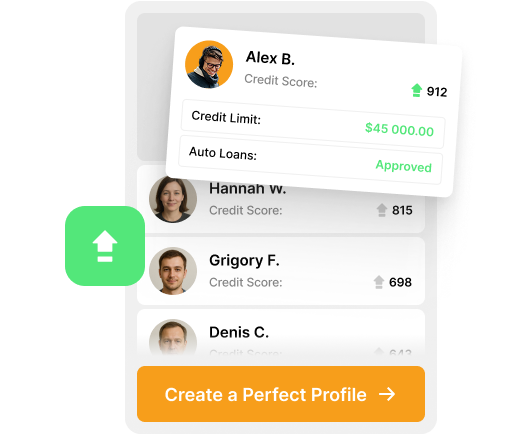 Alex B.
Credit Score:
912
Credit Limit:
$45 000.00
Auto Loans:
Approved
Hannah W.
Credit Score:
815
Grigory F.
Credit Score:
698
Denis C.
Credit Score:
643
Create a Perfect Profile